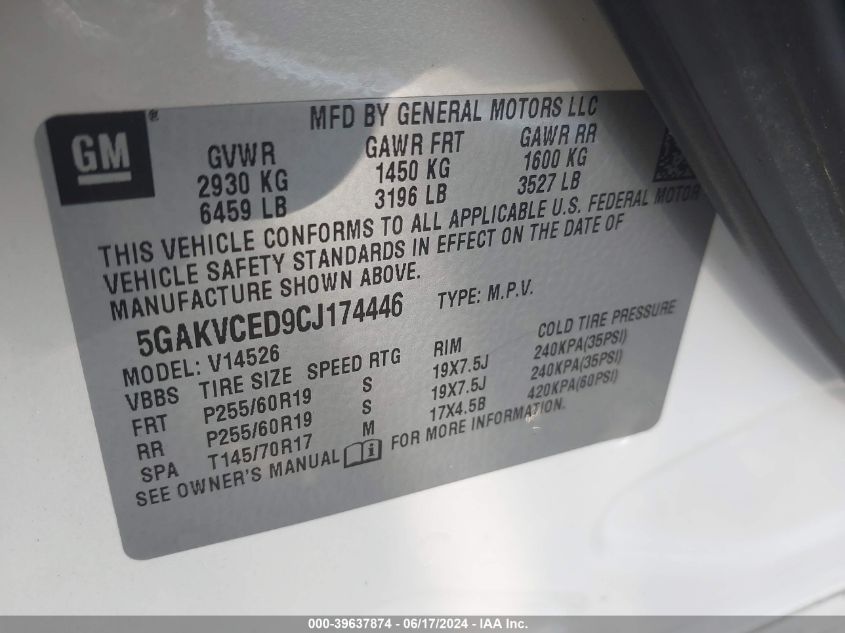 MFD BY GENERAL MOTORS LLC
GM®
GVWR GAWR FRT GAWR RR
2930 KG 1450 KG 1600 KG
6459 LB 3196 LB 3527 LB
THIS VEHICLE CONFORMS TO ALL APPLICABLE U.S. FEDERAL MOTOR
VEHICLE SAFETY STANDARDS IN EFFECT ON THE DATE OF
MANUFACTURE SHOWN ABOVE.
5GAKVCED9CJ174446 TYPE: M.P.V.
MODEL: V14526
VBBS TIRE SIZE SPEED RTG RIM COLD TIRE PRESSURE
FRT P255/60R19 S 19X7.5J 240KPA(35PSI)
RR P255/60R19 S 19X7.5J 240KPA(35PSI)
SPA T145/70R17 M 17X4.5B 420KPA(60PSI)
SEE OWNER'S MANUAL FOR MORE INFORMATION.
000-39637874 - 06/17/2024 - IAA Inc.